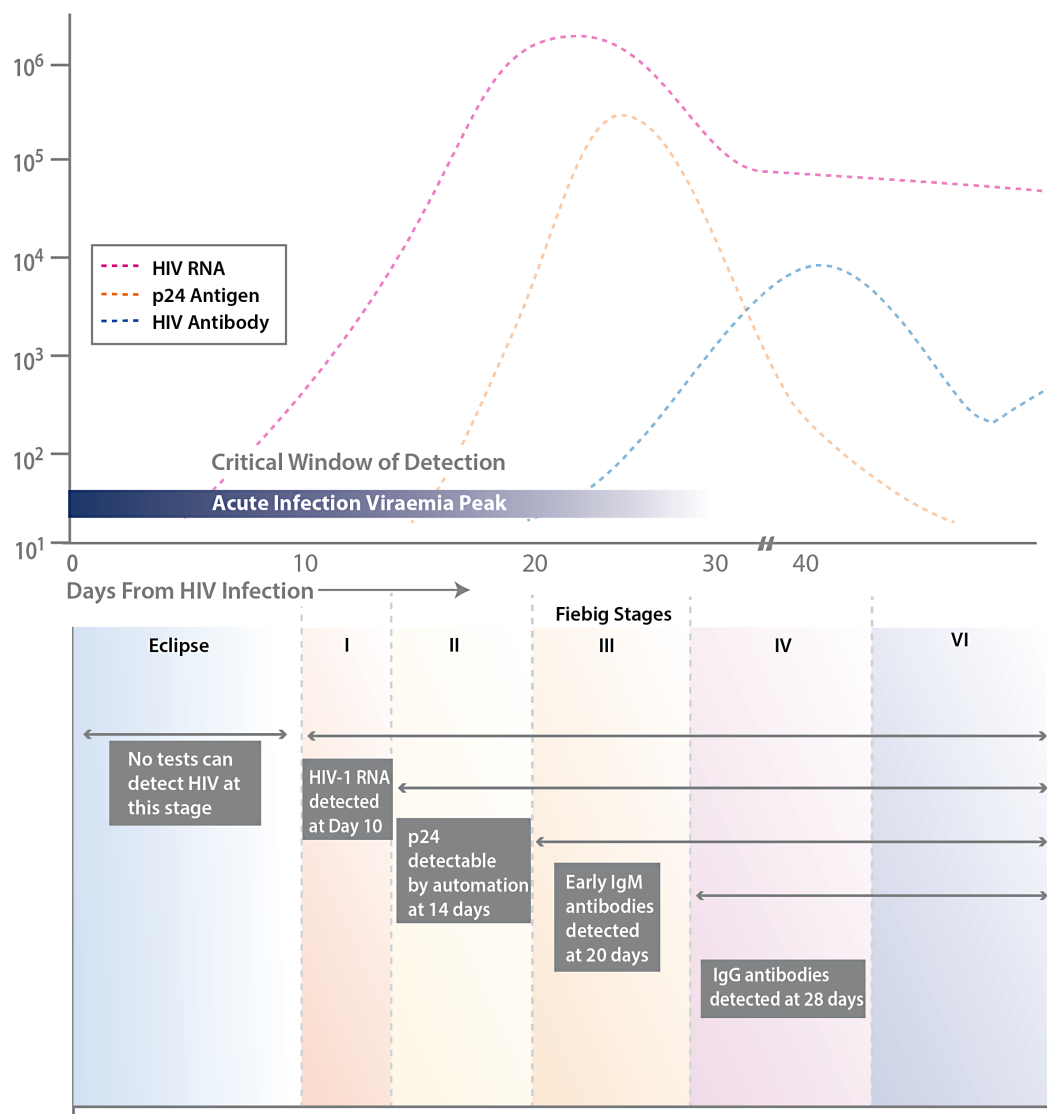 10⁶
10⁵
10⁴
10³
10²
10¹
HIV RNA
p24 Antigen
HIV Antibody
Critical Window of Detection
Acute Infection Viraemia Peak
0 10 20 30 40
Days From HIV Infection
Fiebig Stages
Eclipse I II III IV VI
No tests can
detect HIV at
this stage
HIV-1 RNA
detected
at Day 10
p24
detectable
by automation
at 14 days
Early IgM
antibodies
detected
at 20 days
IgG antibodies
detected at 28 days